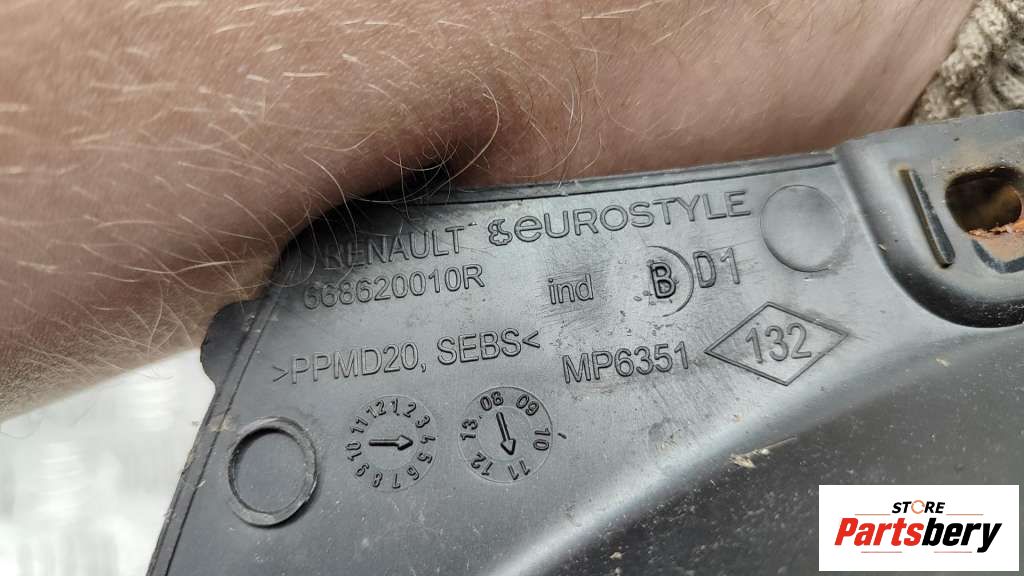 RENAULT eUROSTYLE
668620010R ind B D1
>PPMD20, SEBS< MP6351 132
1 2 3 4 5 6 7 8 9 10 11 12
08 09 10 11 12 13
STORE
Partsbery